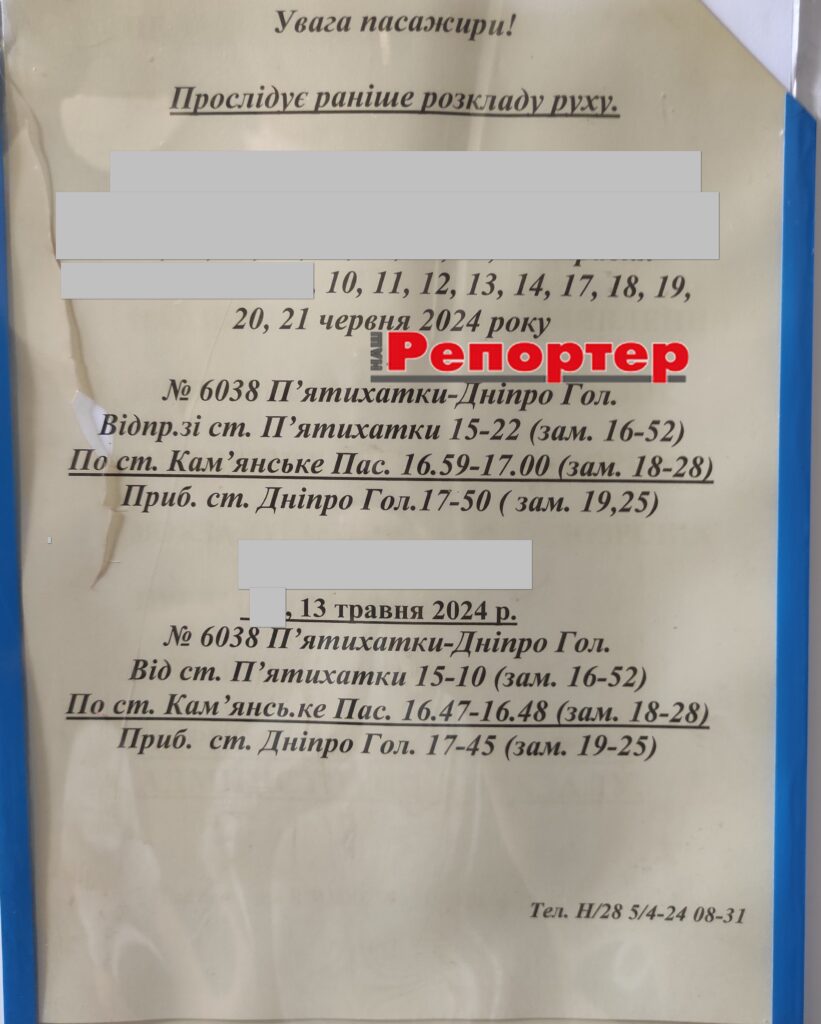 Увага пасажири!
Прослідує раніше розкладу руху.
, 10, 11, 12, 13, 14, 17, 18, 19,
20, 21 червня 2024 року
НАШ Репортер
№ 6038 П’ятихатки-Дніпро Гол.
Відпр.зі ст. П’ятихатки 15-22 (зам. 16-52)
По ст. Кам’янське Пас. 16.59-17.00 (зам. 18-28)
Приб. ст. Дніпро Гол.17-50 ( зам. 19,25)
, 13 травня 2024 р.
№ 6038 П’ятихатки-Дніпро Гол.
Від ст. П’ятихатки 15-10 (зам. 16-52)
По ст. Кам’янсь.ке Пас. 16.47-16.48 (зам. 18-28)
Приб. ст. Дніпро Гол. 17-45 (зам. 19-25)
Тел. Н/28 5/4-24 08-31